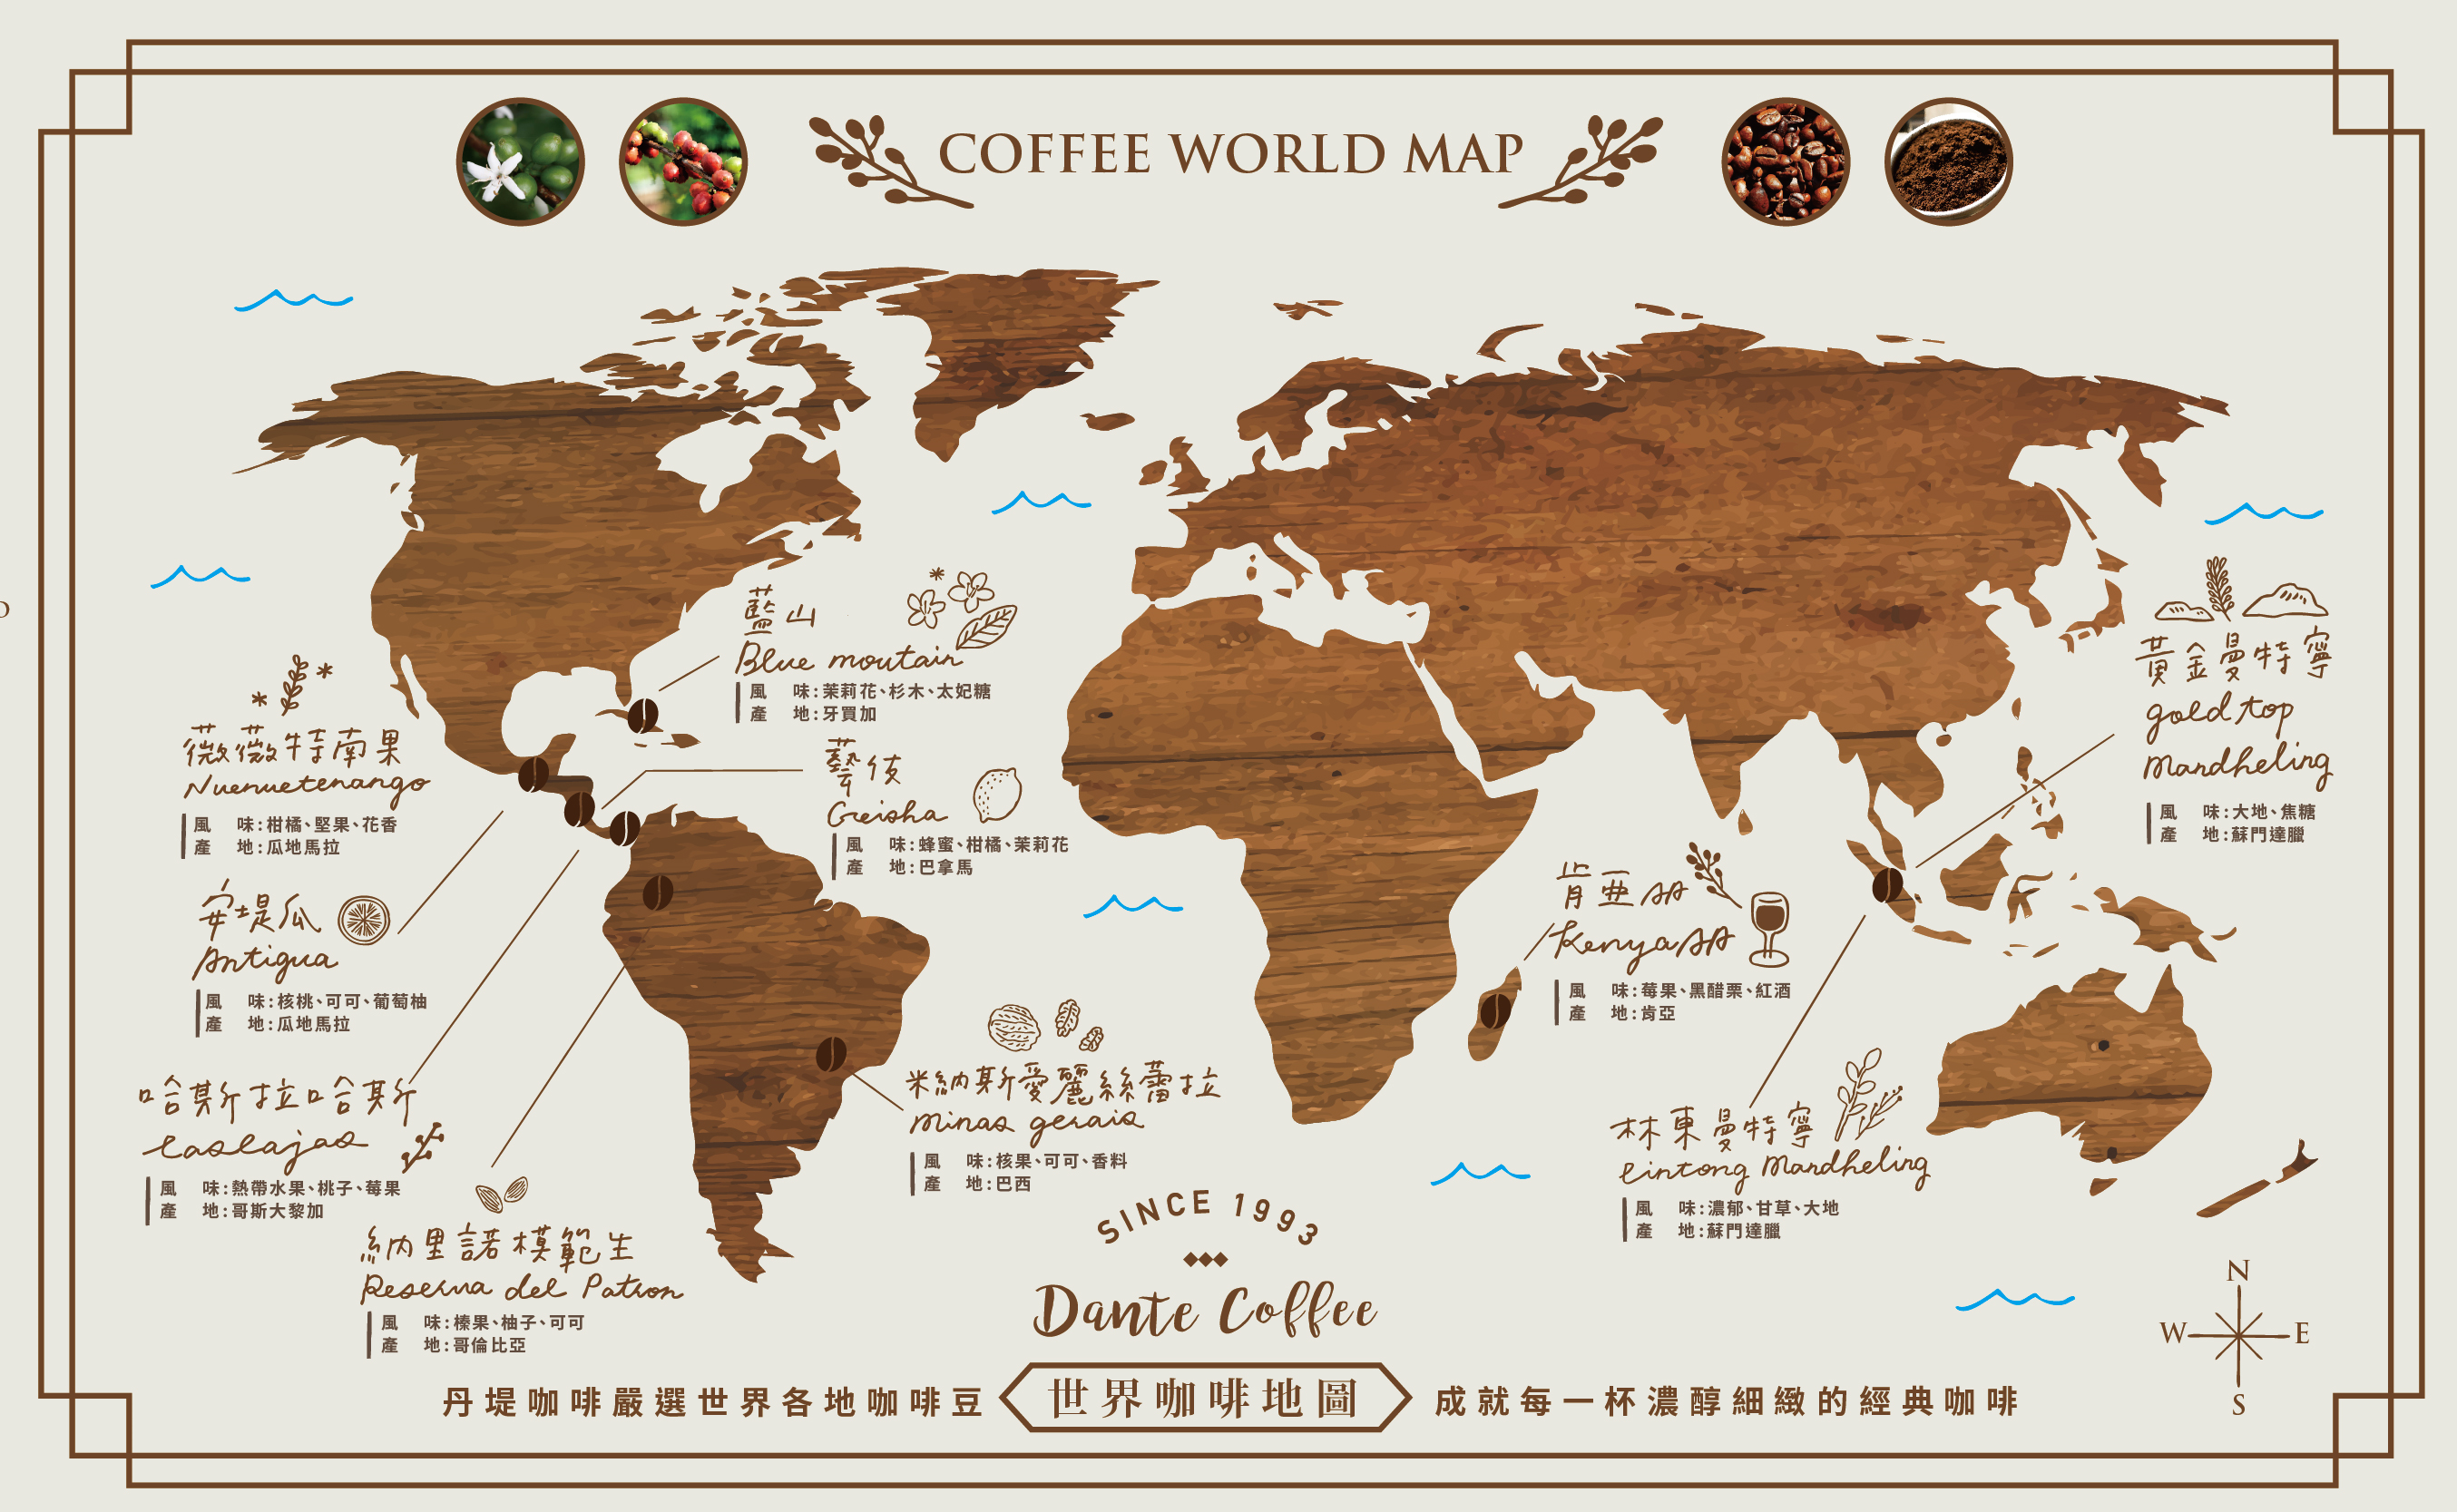 COFFEE WORLD MAP
藍山
Blue moutain
風 味:茉莉花、杉木、太妃糖
產 地:牙買加
薇薇特南果
Nuenuetenango
風 味:柑橘、堅果、花香
產 地:瓜地馬拉
藝伎
Geisha
風 味:蜂蜜、柑橘、茉莉花
產 地:巴拿馬
黃金曼特寧
gold top
Mandheling
風 味:大地、焦糖
產 地:蘇門達臘
安堤瓜
Antigua
風 味:核桃、可可、葡萄柚
產 地:瓜地馬拉
肯亞AA
Kenya AA
風 味:莓果、黑醋栗、紅酒
產 地:肯亞
哈斯拉哈斯
Laslajas
風 味:熱帶水果、桃子、莓果
產 地:哥斯大黎加
米納斯愛麗絲蕾拉
minas gerais
風 味:核果、可可、香料
產 地:巴西
林東曼特寧
Lintong Mandheling
風 味:濃郁、甘草、大地
產 地:蘇門達臘
納里諾模範生
Reserva del Patron
風 味:榛果、柚子、可可
產 地:哥倫比亞
SINCE 1993
Dante Coffee
N
W E
S
丹堤咖啡嚴選世界各地咖啡豆 世界咖啡地圖 成就每一杯濃醇細緻的經典咖啡